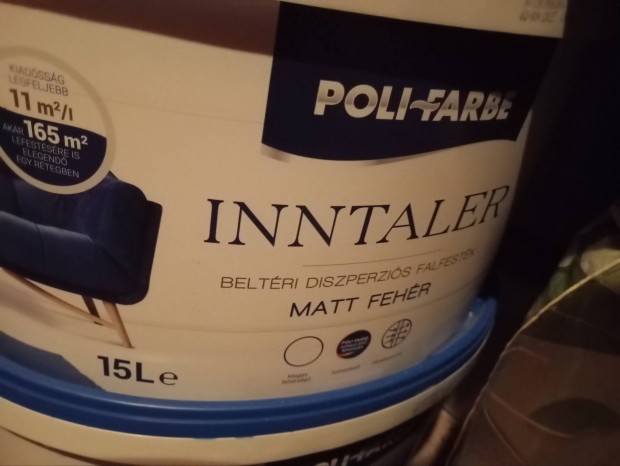 POLI-FARBE
KIADÓSSÁG
LEGFELJEBB
11 m²/l
AKÁR 165 m²
LEFESTÉSÉRE IS
ELEGENDŐ
EGY RÉTEGBEN
INNTALER
BELTÉRI DISZPERZIÓS FALFESTÉK
MATT FEHÉR
15L e